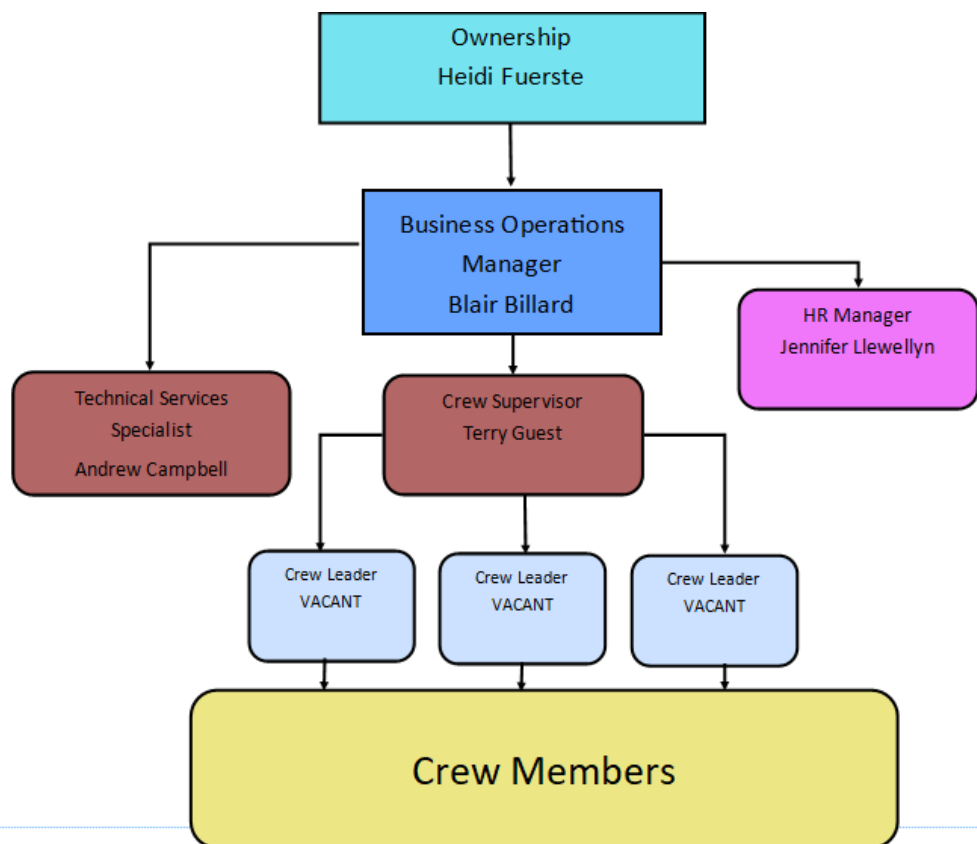 Ownership
Heidi Fuerste
Business Operations
Manager
Blair Billard
HR Manager
Jennifer Llewellyn
Technical Services
Specialist
Andrew Campbell
Crew Supervisor
Terry Guest
Crew Leader
VACANT
Crew Leader
VACANT
Crew Leader
VACANT
Crew Members